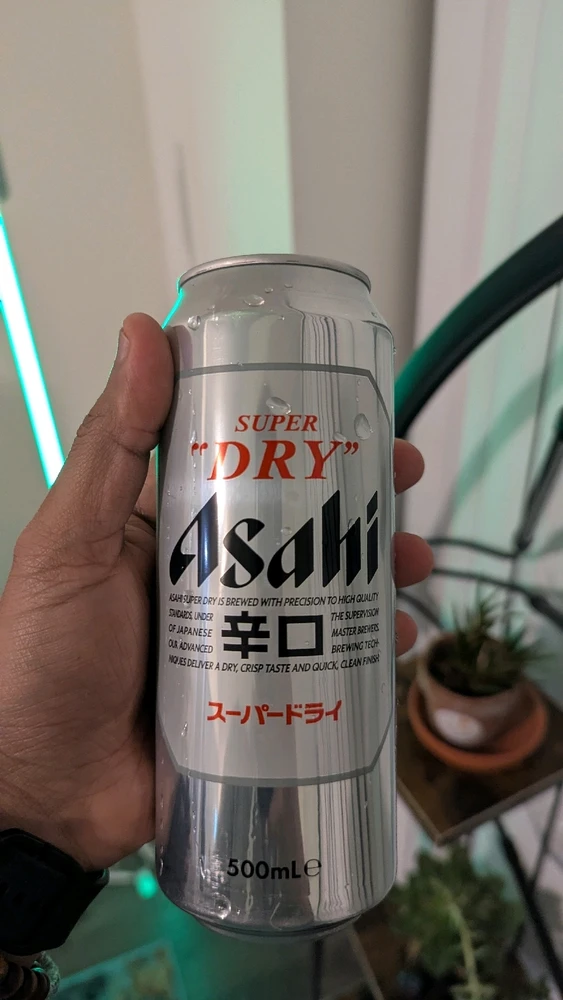 SUPER
"DRY"
Asahi
ASAHI SUPER DRY IS BREWED WITH PRECISION TO HIGH QUALITY
STANDARDS, UNDER THE SUPERVISION
OF JAPANESE MASTER BREWERS.
OUR ADVANCED BREWING TECH-
辛口
NIQUES DELIVER A DRY, CRISP TASTE AND QUICK, CLEAN FINISH.
スーパードライ
500mL℮